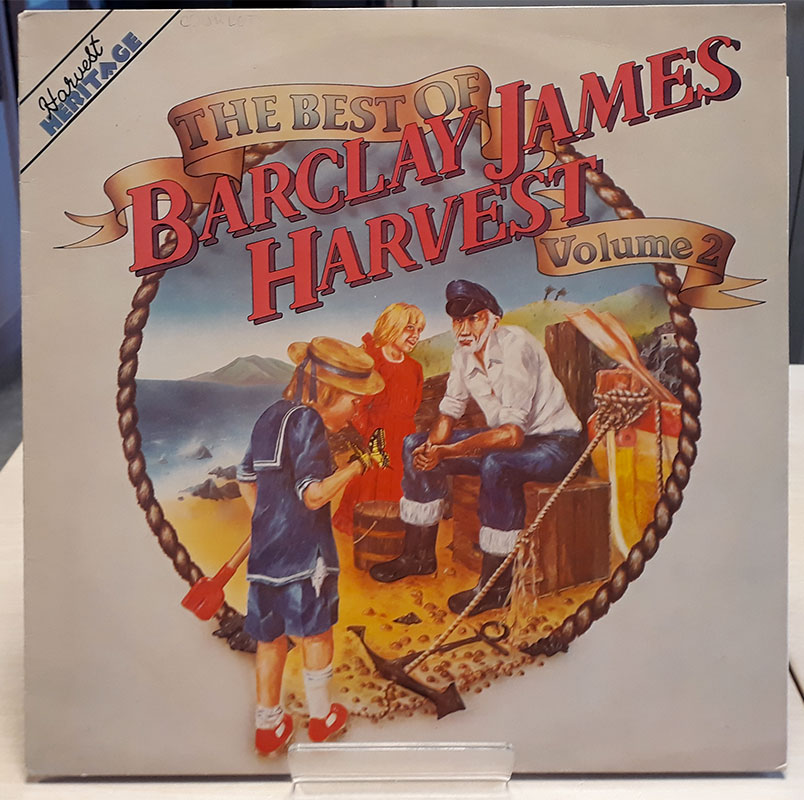 Harvest
HERITAGE
THE BEST OF
BARCLAY JAMES
HARVEST
Volume 2